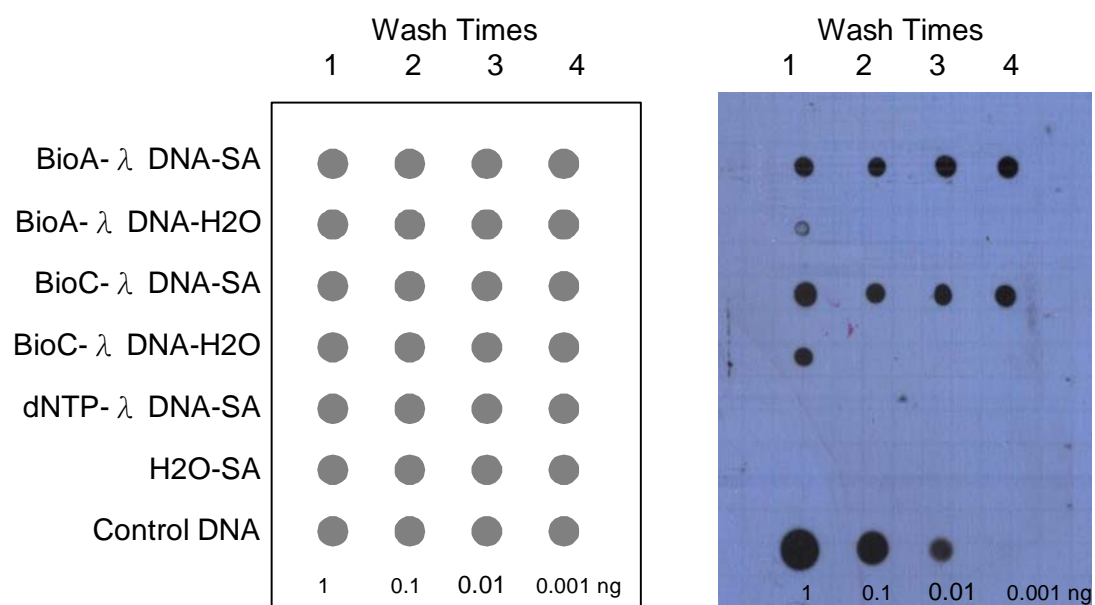 Wash Times
1 2 3 4
BioA- λ DNA-SA
BioA- λ DNA-H2O
BioC- λ DNA-SA
BioC- λ DNA-H2O
dNTP- λ DNA-SA
H2O-SA
Control DNA
1 0.1 0.01 0.001 ng
Wash Times
1 2 3 4
1 0.1 0.01 0.001 ng